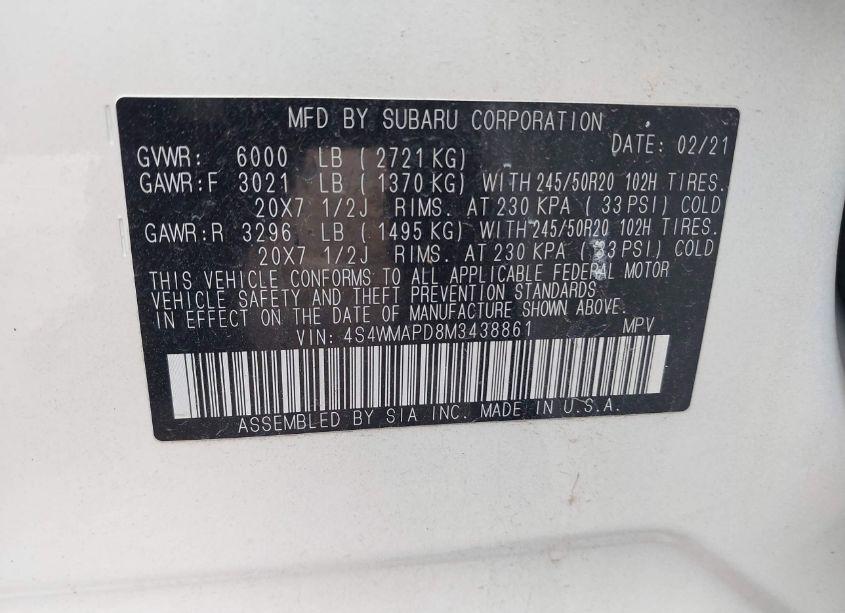 MFD BY SUBARU CORPORATION
DATE: 02/21
GVWR: 6000 LB (2721 KG)
GAWR:F 3021 LB (1370 KG) WITH 245/50R20 102H TIRES.
20X7 1/2J RIMS. AT 230 KPA (33 PSI) COLD
GAWR:R 3296 LB (1495 KG) WITH 245/50R20 102H TIRES.
20X7 1/2J RIMS. AT 230 KPA (33 PSI) COLD
THIS VEHICLE CONFORMS TO ALL APPLICABLE FEDERAL MOTOR
VEHICLE SAFETY AND THEFT PREVENTION STANDARDS
IN EFFECT ON THE DATE OF MANUFACTURE SHOWN ABOVE.
VIN: 4S4WMAPD8M3438861 MPV
ASSEMBLED BY SIA INC. MADE IN U.S.A.